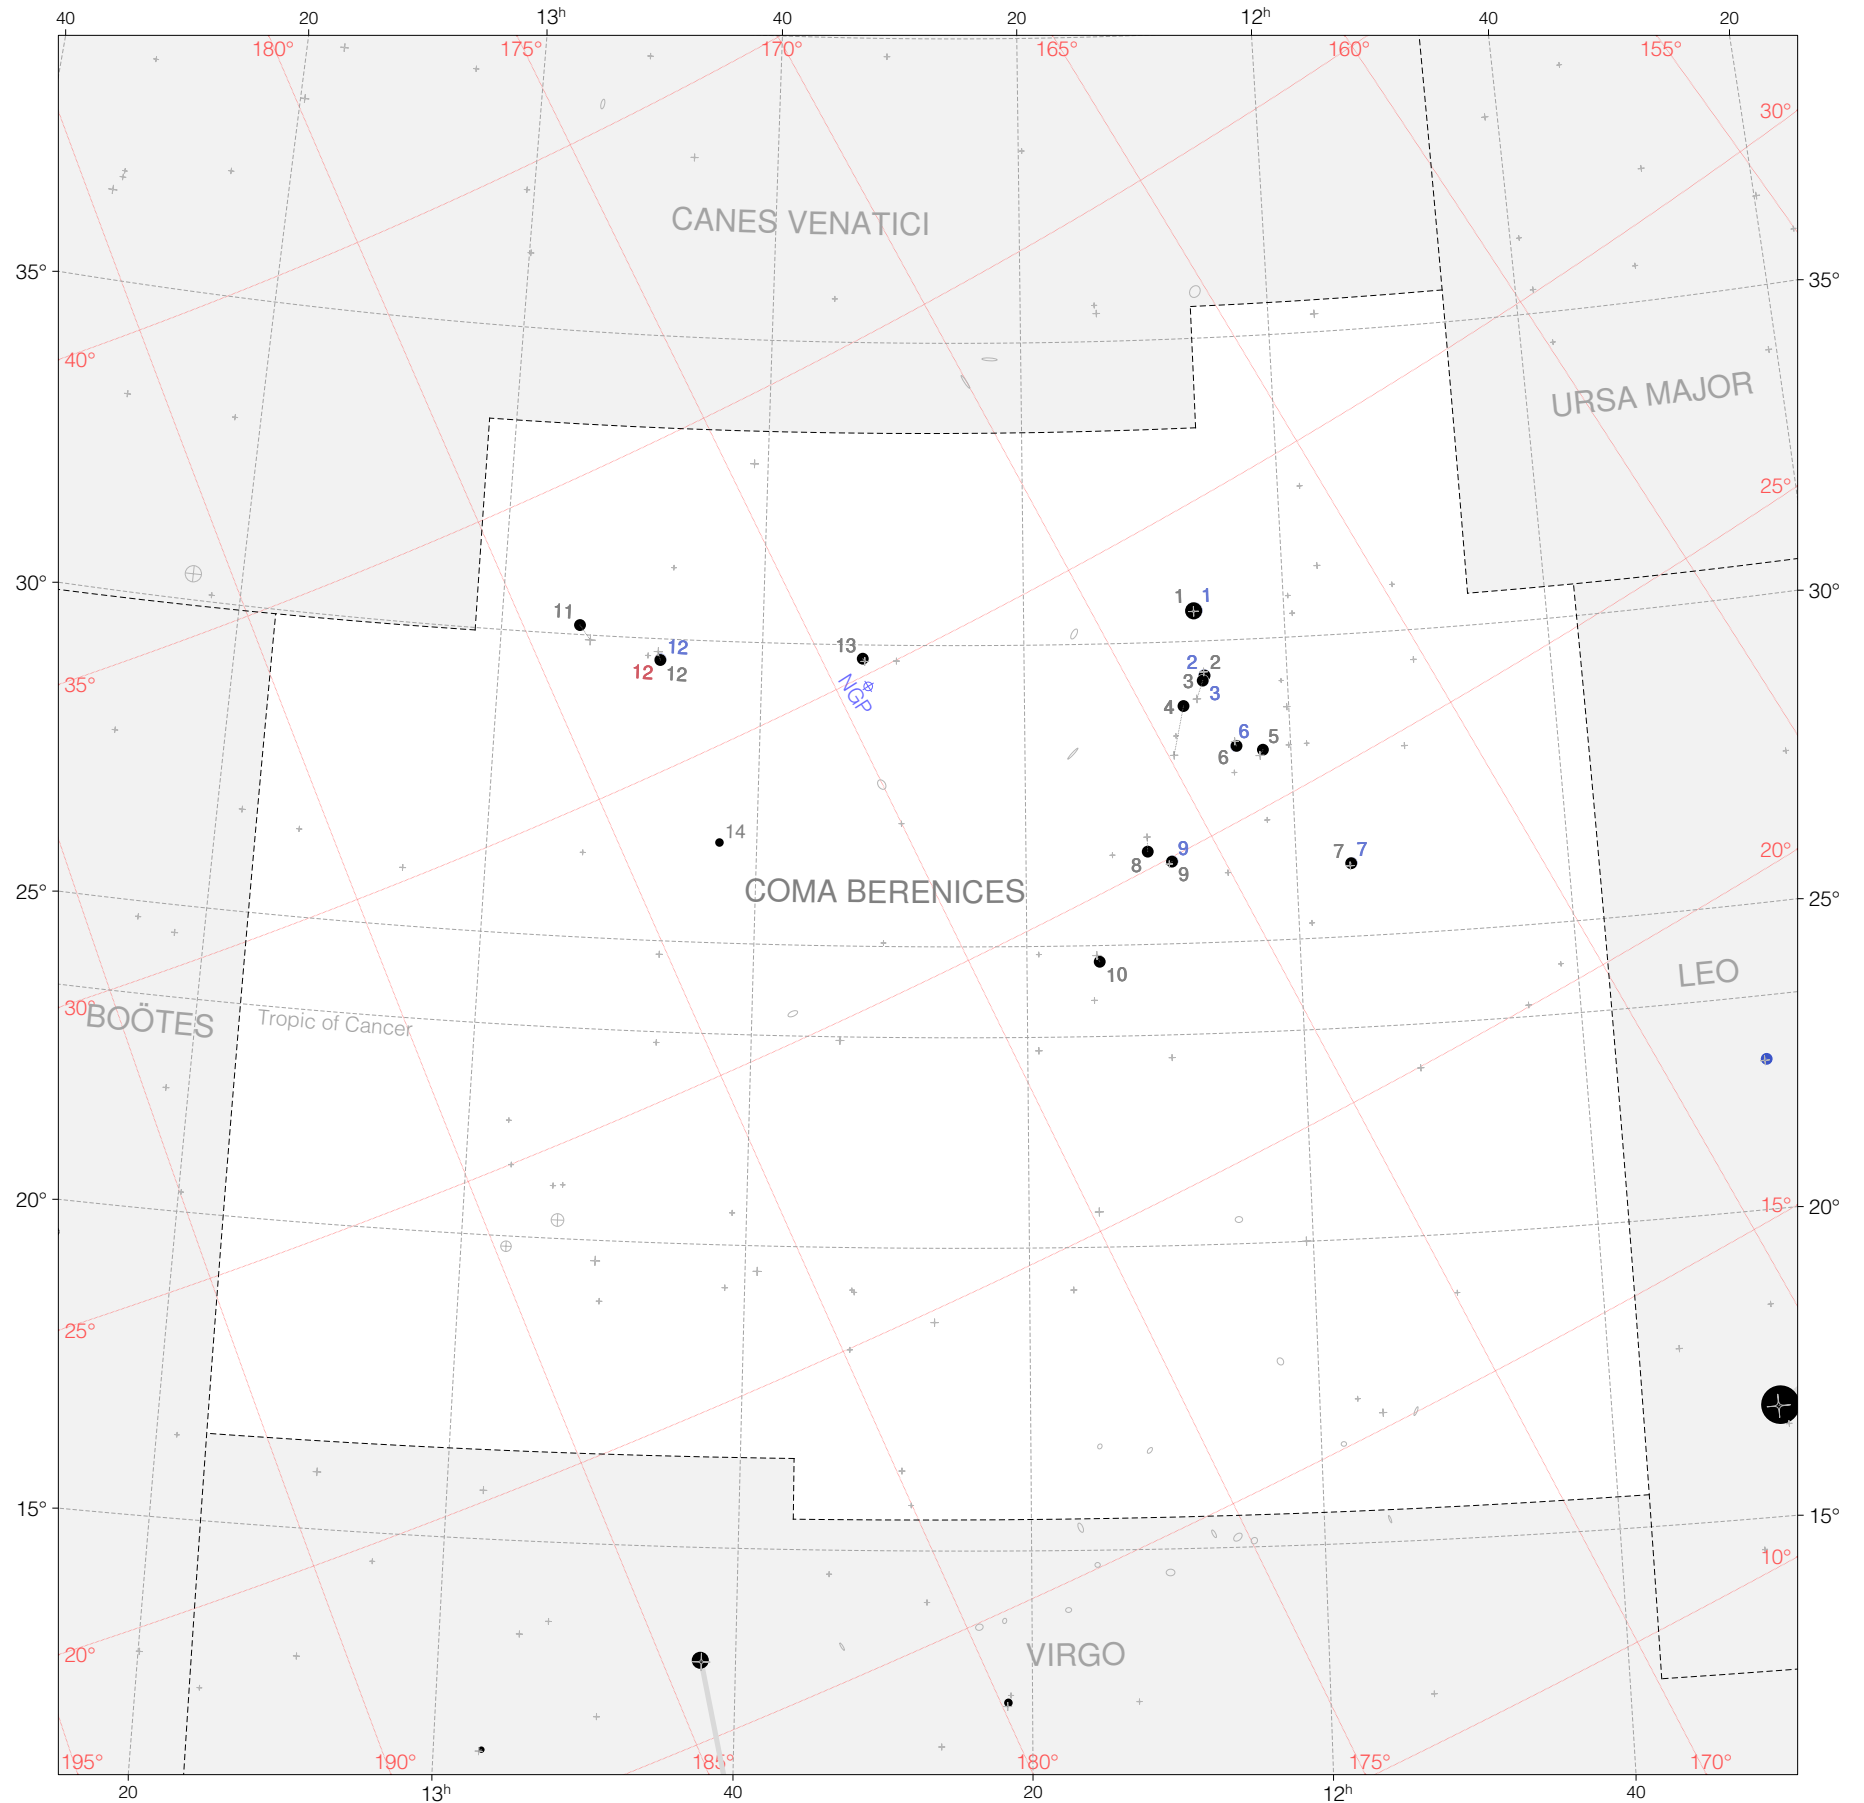 40 20 13h 40 20 12h 40 20
180° 175° 170° 165° 160° 155°
30°
CANES VENATICI
35° 35°
40°
URSA MAJOR
25°
30° 30°
11 1 1
12 13
12 12 2 2
35° NGP 3 3
4
6 5
6
14 9 7 7 20°
8 9
25° COMA BERENICES 25°
10 LEO
30° BOÖTES Tropic of Cancer
20° 15° 20°
25°
15° 15°
10°
20° VIRGO
195° 190° 185° 180° 175° 170°
20 13h 40 20 12h 40